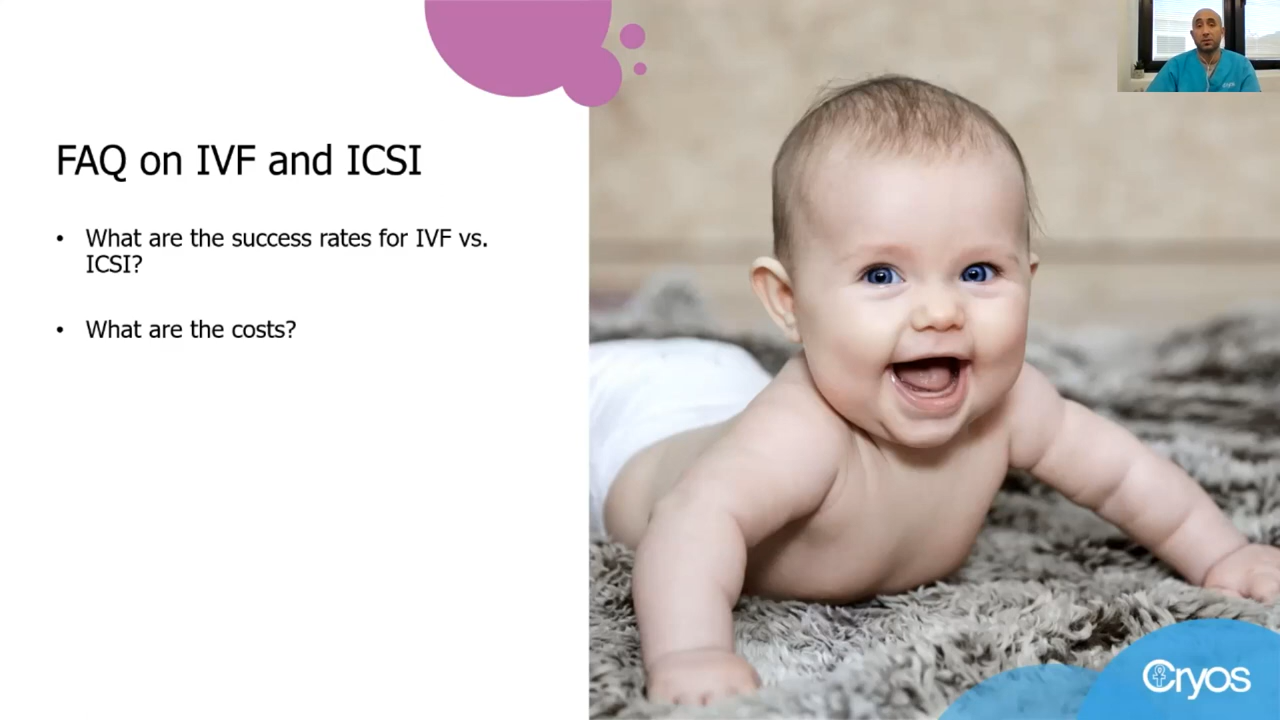 FAQ on IVF and ICSI
• What are the success rates for IVF vs.
ICSI?
• What are the costs?
Cryos